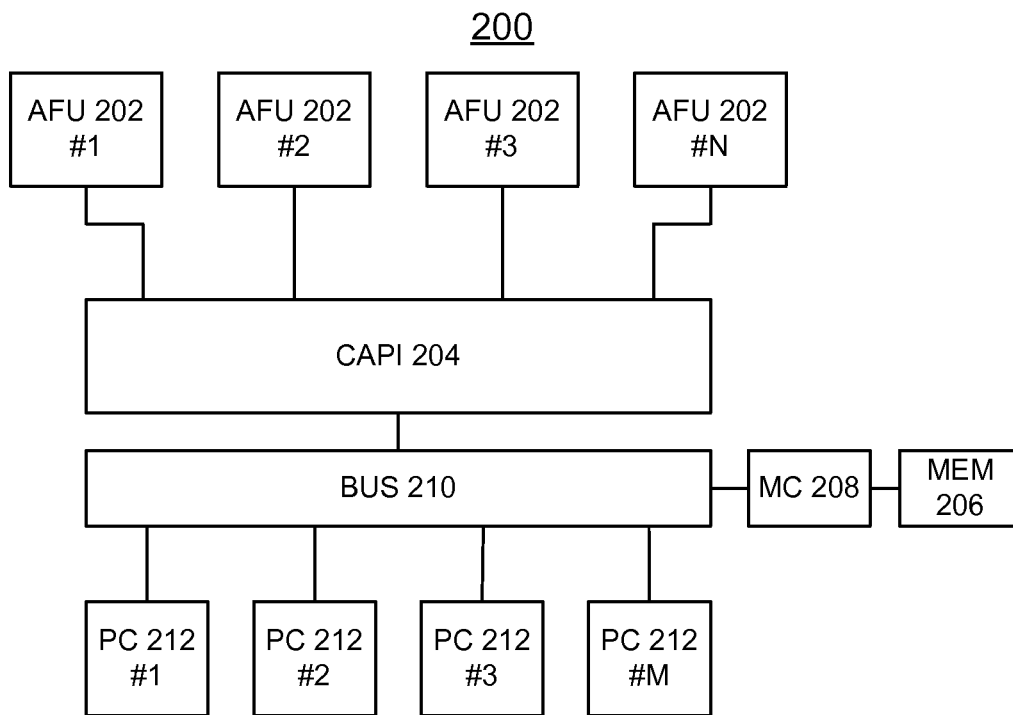 200
AFU 202
#1
AFU 202
#2
AFU 202
#3
AFU 202
#N
CAPI 204
BUS 210
MC 208
MEM
206
PC 212
#1
PC 212
#2
PC 212
#3
PC 212
#M